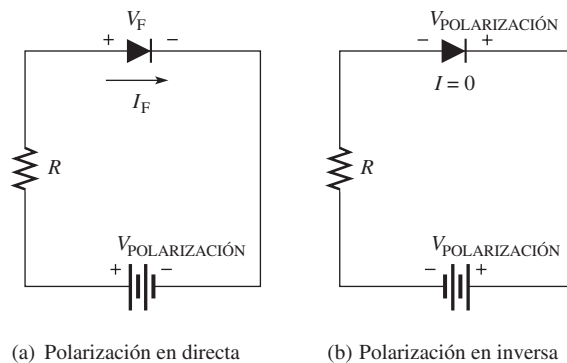 V_F
+ −
I_F
R
V_POLARIZACIÓN
+ −
(a) Polarización en directa
V_POLARIZACIÓN
− +
I = 0
R
V_POLARIZACIÓN
− +
(b) Polarización en inversa